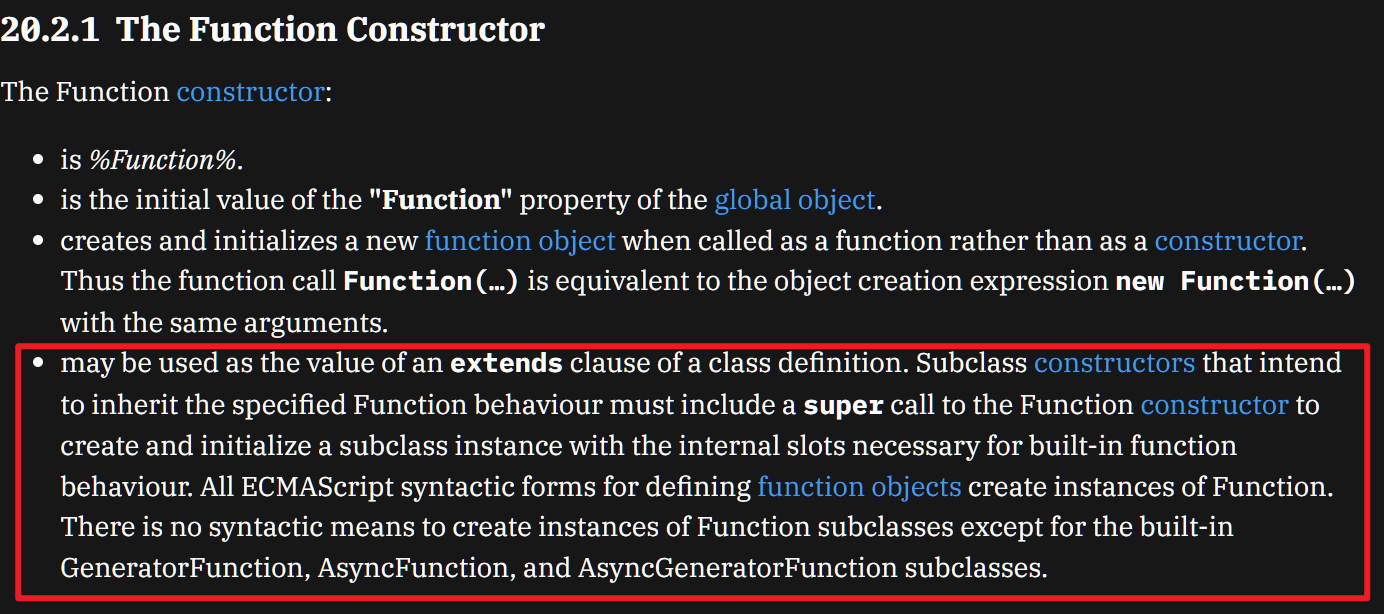 20.2.1 The Function Constructor
The Function constructor:
• is %Function%.
• is the initial value of the "Function" property of the global object.
• creates and initializes a new function object when called as a function rather than as a constructor.
Thus the function call Function(…) is equivalent to the object creation expression new Function(…)
with the same arguments.
• may be used as the value of an extends clause of a class definition. Subclass constructors that intend
to inherit the specified Function behaviour must include a super call to the Function constructor to
create and initialize a subclass instance with the internal slots necessary for built-in function
behaviour. All ECMAScript syntactic forms for defining function objects create instances of Function.
There is no syntactic means to create instances of Function subclasses except for the built-in
GeneratorFunction, AsyncFunction, and AsyncGeneratorFunction subclasses.